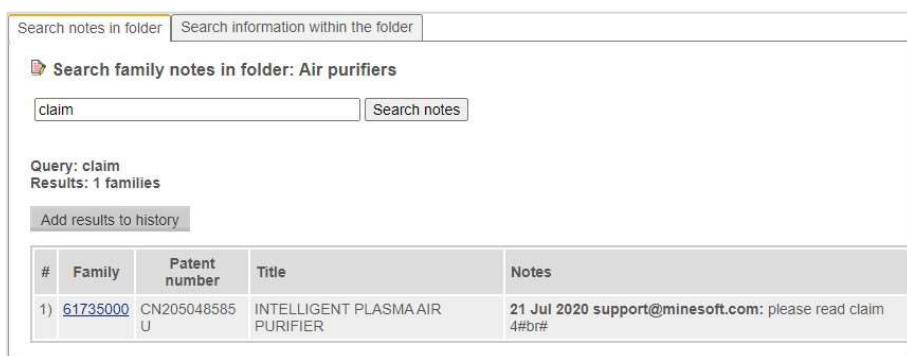 Search notes in folder Search information within the folder
Search family notes in folder: Air purifiers
claim Search notes
Query: claim
Results: 1 families
Add results to history
# Family Patent number Title Notes
1) 61735000 CN205048585 INTELLIGENT PLASMA AIR 21 Jul 2020 support@minesoft.com: please read claim
U PURIFIER 4#br#